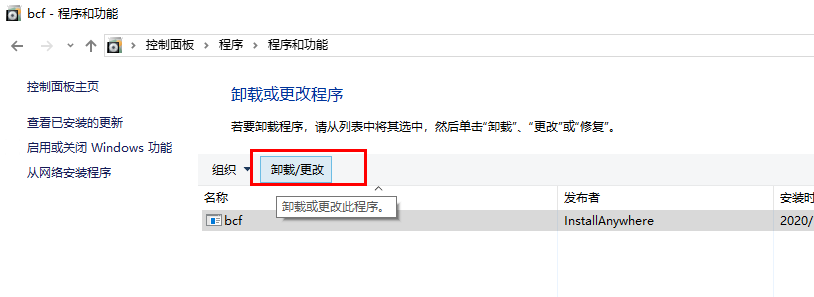 bcf - 程序和功能
控制面板 程序 程序和功能
控制面板主页
查看已安装的更新
启用或关闭 Windows 功能
从网络安装程序
卸载或更改程序
若要卸载程序，请从列表中将其选中，然后单击“卸载”、“更改”或“修复”。
组织 卸载/更改
名称 发布者 安装时
卸载或更改此程序。
bcf InstallAnywhere 2020/